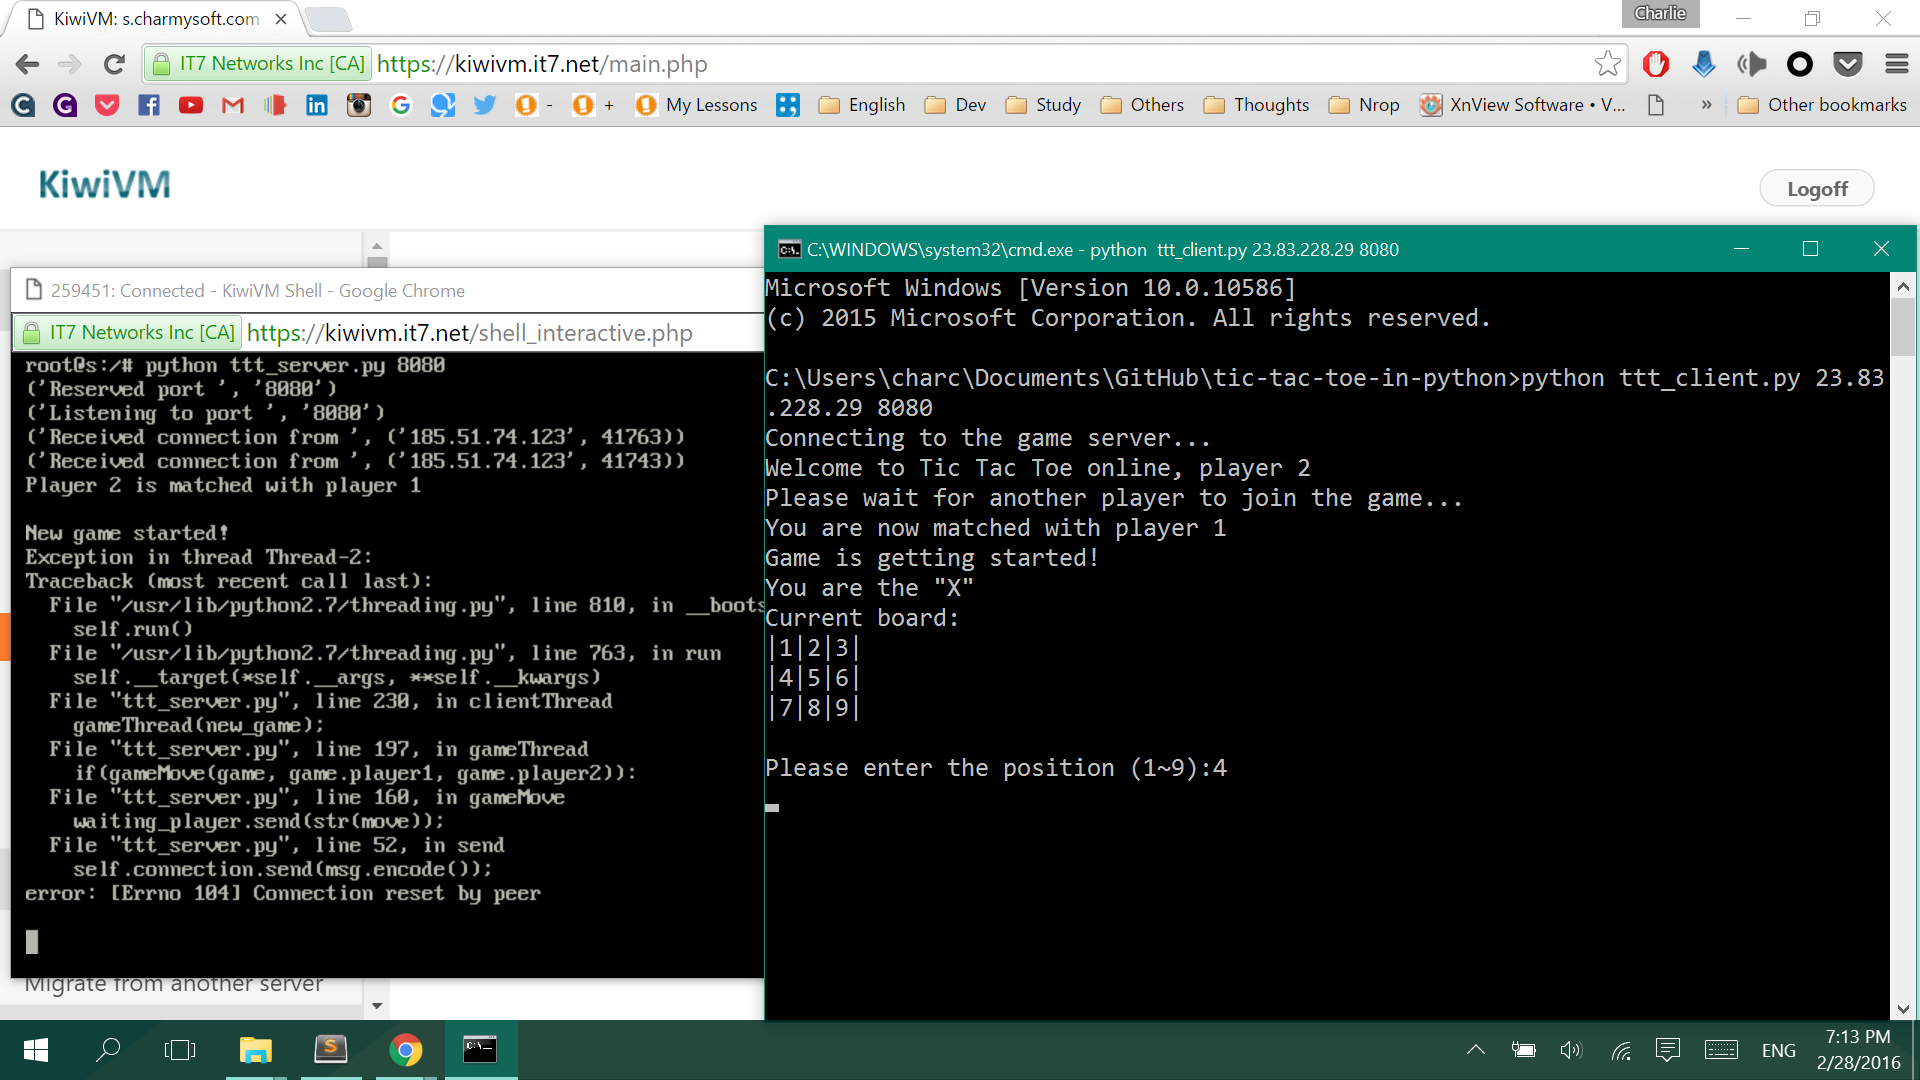 KiwiVM: s.charmysoft.com
Charlie
IT7 Networks Inc [CA] https://kiwivm.it7.net/main.php
My Lessons English Dev Study Others Thoughts Nrop XnView Software • V... » Other bookmarks
KiwiVM
Logoff
259451: Connected - KiwiVM Shell - Google Chrome
IT7 Networks Inc [CA] https://kiwivm.it7.net/shell_interactive.php
root@s:/# python ttt_server.py 8080
('Reserved port ', '8080')
('Listening to port ', '8080')
('Received connection from ', ('185.51.74.123', 41763))
('Received connection from ', ('185.51.74.123', 41743))
Player 2 is matched with player 1
New game started!
Exception in thread Thread-2:
Traceback (most recent call last):
File "/usr/lib/python2.7/threading.py", line 810, in __boots
self.run()
File "/usr/lib/python2.7/threading.py", line 763, in run
self.__target(*self.__args, **self.__kwargs)
File "ttt_server.py", line 230, in clientThread
gameThread(new_game);
File "ttt_server.py", line 197, in gameThread
if(gameMove(game, game.player1, game.player2)):
File "ttt_server.py", line 160, in gameMove
waiting_player.send(str(move));
File "ttt_server.py", line 52, in send
self.connection.send(msg.encode());
error: [Errno 104] Connection reset by peer
Migrate from another server
C:\WINDOWS\system32\cmd.exe - python  ttt_client.py 23.83.228.29 8080
Microsoft Windows [Version 10.0.10586]
(c) 2015 Microsoft Corporation. All rights reserved.
C:\Users\charc\Documents\GitHub\tic-tac-toe-in-python>python ttt_client.py 23.83
.228.29 8080
Connecting to the game server...
Welcome to Tic Tac Toe online, player 2
Please wait for another player to join the game...
You are now matched with player 1
Game is getting started!
You are the "X"
Current board:
|1|2|3|
|4|5|6|
|7|8|9|
Please enter the position (1~9):4
ENG
7:13 PM
2/28/2016